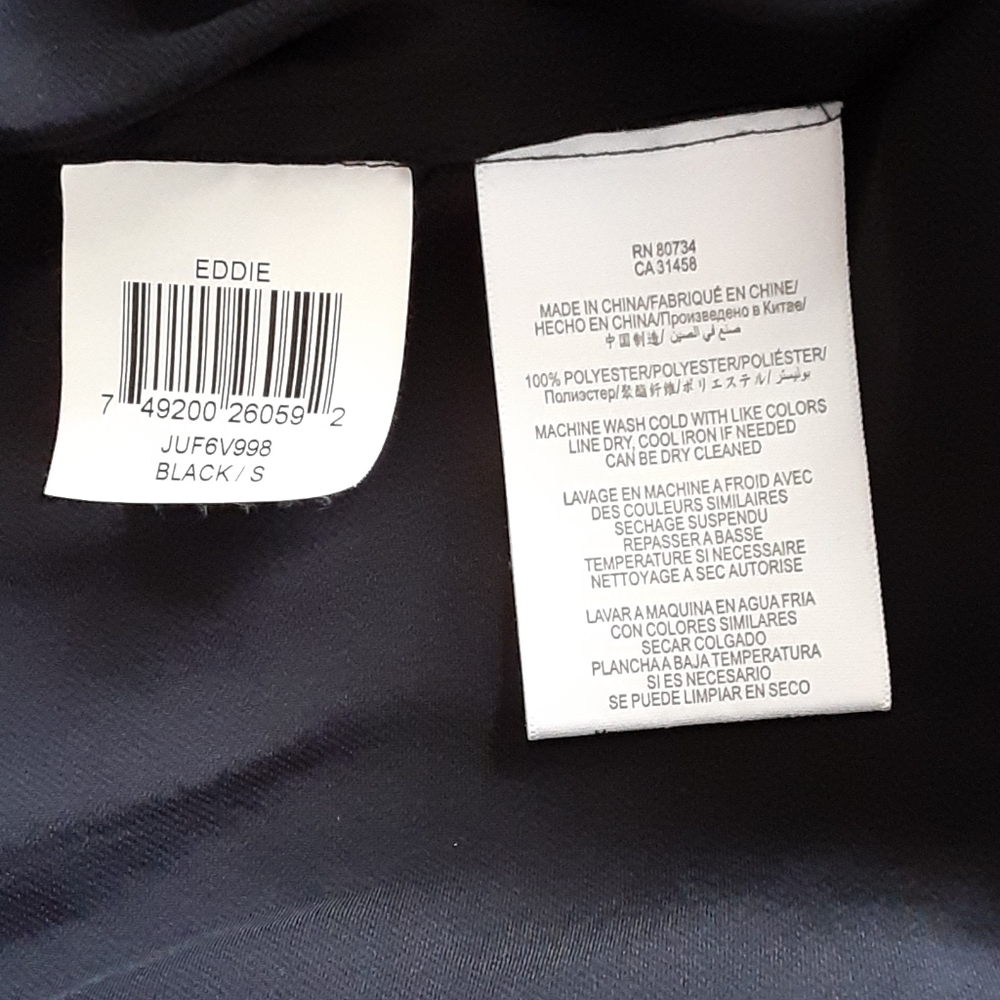 EDDIE
7 49200 26059 2
JUF6V998
BLACK / S
RN 80734
CA 31458
MADE IN CHINA/FABRIQUÉ EN CHINE/
HECHO EN CHINA/Произведено в Китае/
中国制造/ صنع في الصين
100% POLYESTER/POLYESTER/POLIÉSTER/
Полиэстер/聚酯纤维/ポリエステル/ بوليستر
MACHINE WASH COLD WITH LIKE COLORS
LINE DRY, COOL IRON IF NEEDED
CAN BE DRY CLEANED
LAVAGE EN MACHINE A FROID AVEC
DES COULEURS SIMILAIRES
SECHAGE SUSPENDU
REPASSER A BASSE
TEMPERATURE SI NECESSAIRE
NETTOYAGE A SEC AUTORISE
LAVAR A MAQUINA EN AGUA FRIA
CON COLORES SIMILARES
SECAR COLGADO
PLANCHA A BAJA TEMPERATURA
SI ES NECESARIO
SE PUEDE LIMPIAR EN SECO